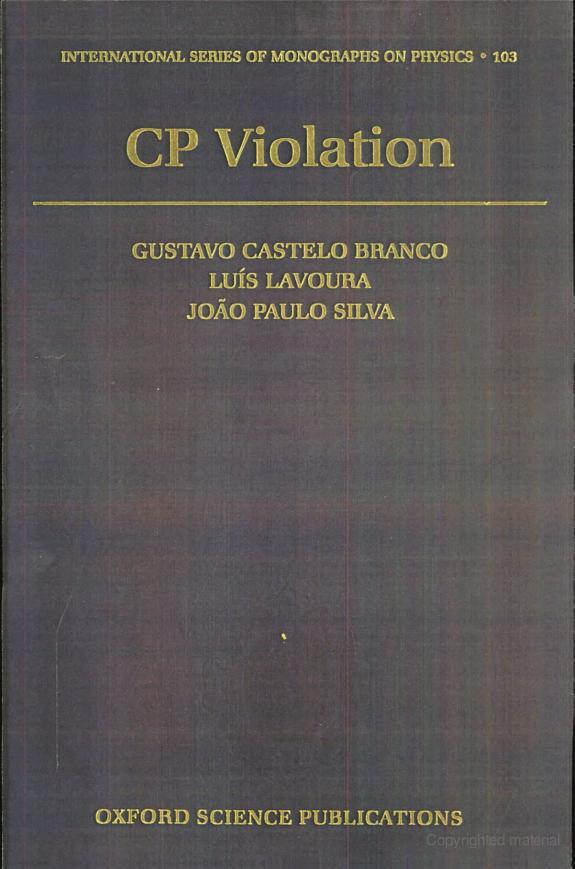 INTERNATIONAL SERIES OF MONOGRAPHS ON PHYSICS • 103
CP Violation
GUSTAVO CASTELO BRANCO
LUÍS LAVOURA
JOÃO PAULO SILVA
OXFORD SCIENCE PUBLICATIONS
Copyrighted material